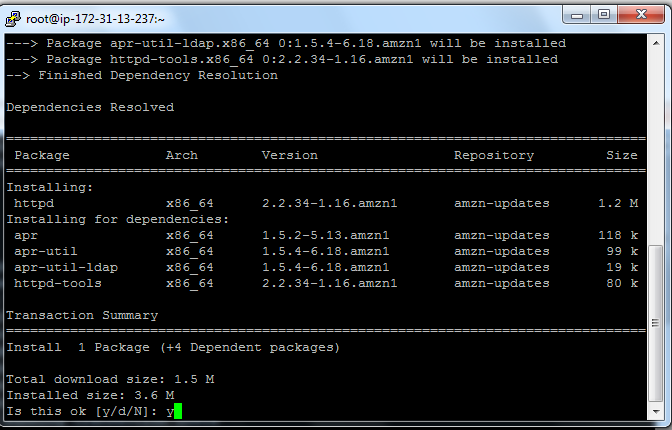 root@ip-172-31-13-237:~
---> Package apr-util-ldap.x86_64 0:1.5.4-6.18.amzn1 will be installed
---> Package httpd-tools.x86_64 0:2.2.34-1.16.amzn1 will be installed
--> Finished Dependency Resolution
Dependencies Resolved
================================================================================
Package Arch Version Repository Size
================================================================================
Installing:
httpd x86_64 2.2.34-1.16.amzn1 amzn-updates 1.2 M
Installing for dependencies:
apr x86_64 1.5.2-5.13.amzn1 amzn-updates 118 k
apr-util x86_64 1.5.4-6.18.amzn1 amzn-updates 99 k
apr-util-ldap x86_64 1.5.4-6.18.amzn1 amzn-updates 19 k
httpd-tools x86_64 2.2.34-1.16.amzn1 amzn-updates 80 k
Transaction Summary
================================================================================
Install 1 Package (+4 Dependent packages)
Total download size: 1.5 M
Installed size: 3.6 M
Is this ok [y/d/N]: y